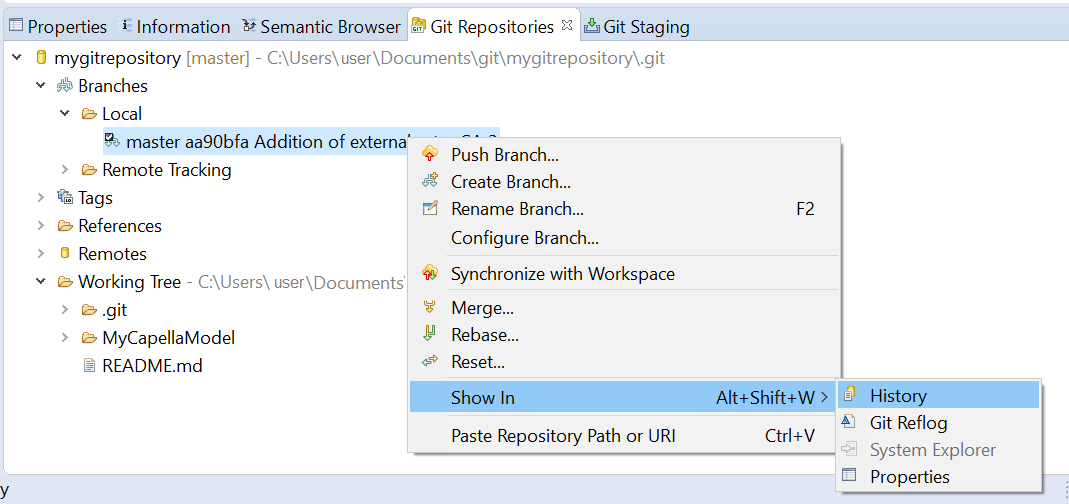 Properties Information Semantic Browser Git Repositories Git Staging
mygitrepository [master] - C:\Users\user\Documents\git\mygitrepository\.git
Branches
Local
master aa90bfa Addition of externa
Remote Tracking
Tags
References
Remotes
Working Tree - C:\Users\ user\Documents\
.git
MyCapellaModel
README.md
Push Branch...
Create Branch...
Rename Branch... F2
Configure Branch...
Synchronize with Workspace
Merge...
Rebase...
Reset...
Show In Alt+Shift+W
Paste Repository Path or URI Ctrl+V
History
Git Reflog
System Explorer
Properties
y